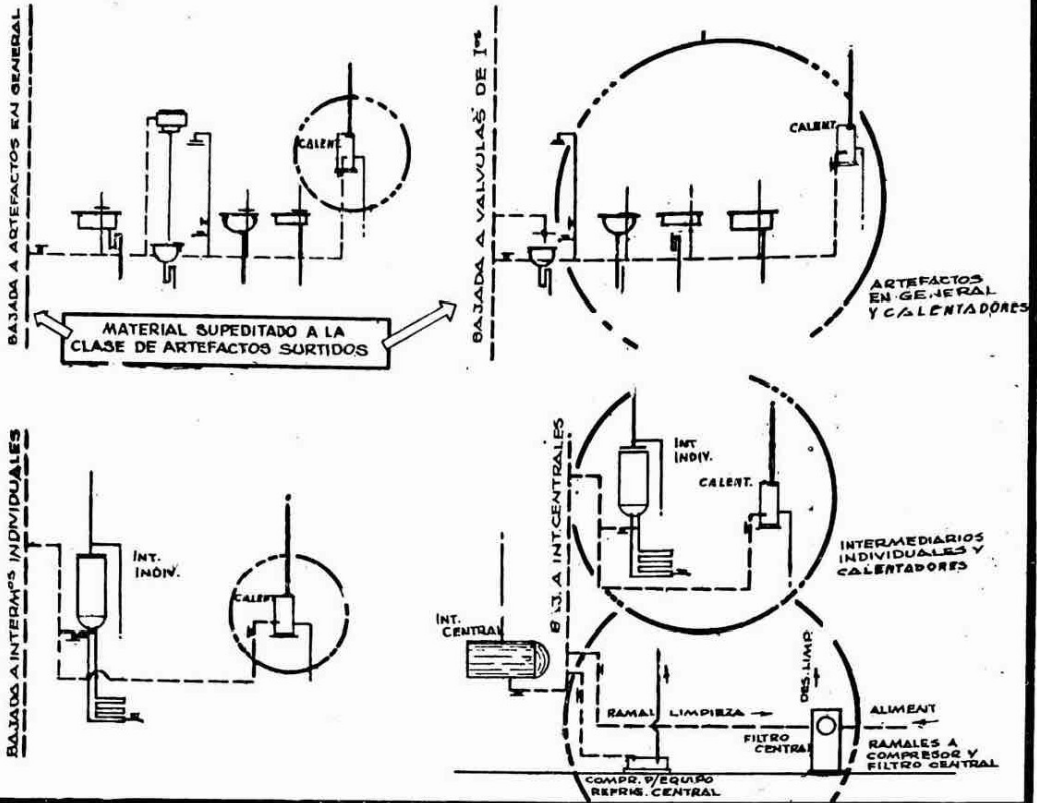 BAJADA A ARTEFACTOS EN GENERAL
CALENT.
BAJADA A VALVULAS DE Iºˢ
CALENT.
ARTEFACTOS
EN GENERAL
Y CALENTADORES
MATERIAL SUPEDITADO A LA
CLASE DE ARTEFACTOS SURTIDOS
BAJADA A INTERMºˢ INDIVIDUALES
INT.
INDIV.
CALENT.
BAJ. A INT. CENTRALES
INT
INDIV.
CALENT.
INTERMEDIARIOS
INDIVIDUALES Y
CALENTADORES
INT.
CENTRAL
RAMAL LIMPIEZA
DES. LIMP.
ALIMENT
FILTRO
CENTRAL
RAMALES A
COMPRESOR Y
FILTRO CENTRAL
COMPR. P/EQUIPO
REFRIG. CENTRAL